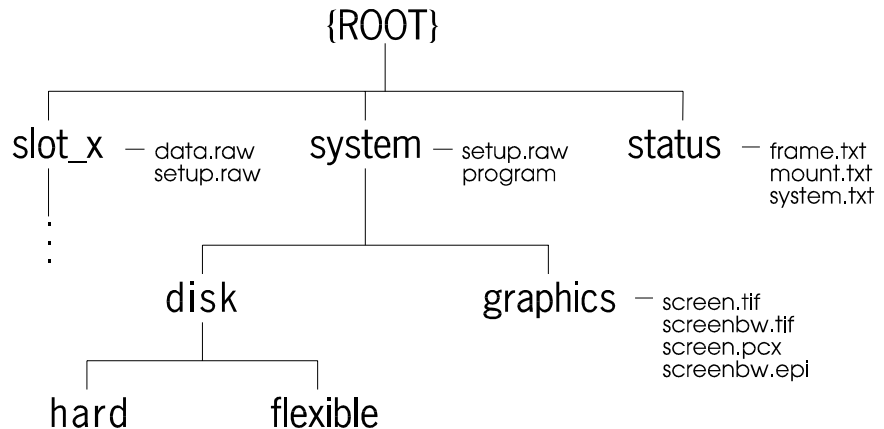 {ROOT}
slot_x – data.raw
setup.raw
system – setup.raw
program
status – frame.txt
mount.txt
system.txt
disk
graphics – screen.tif
screenbw.tif
screen.pcx
screenbw.epi
hard
flexible